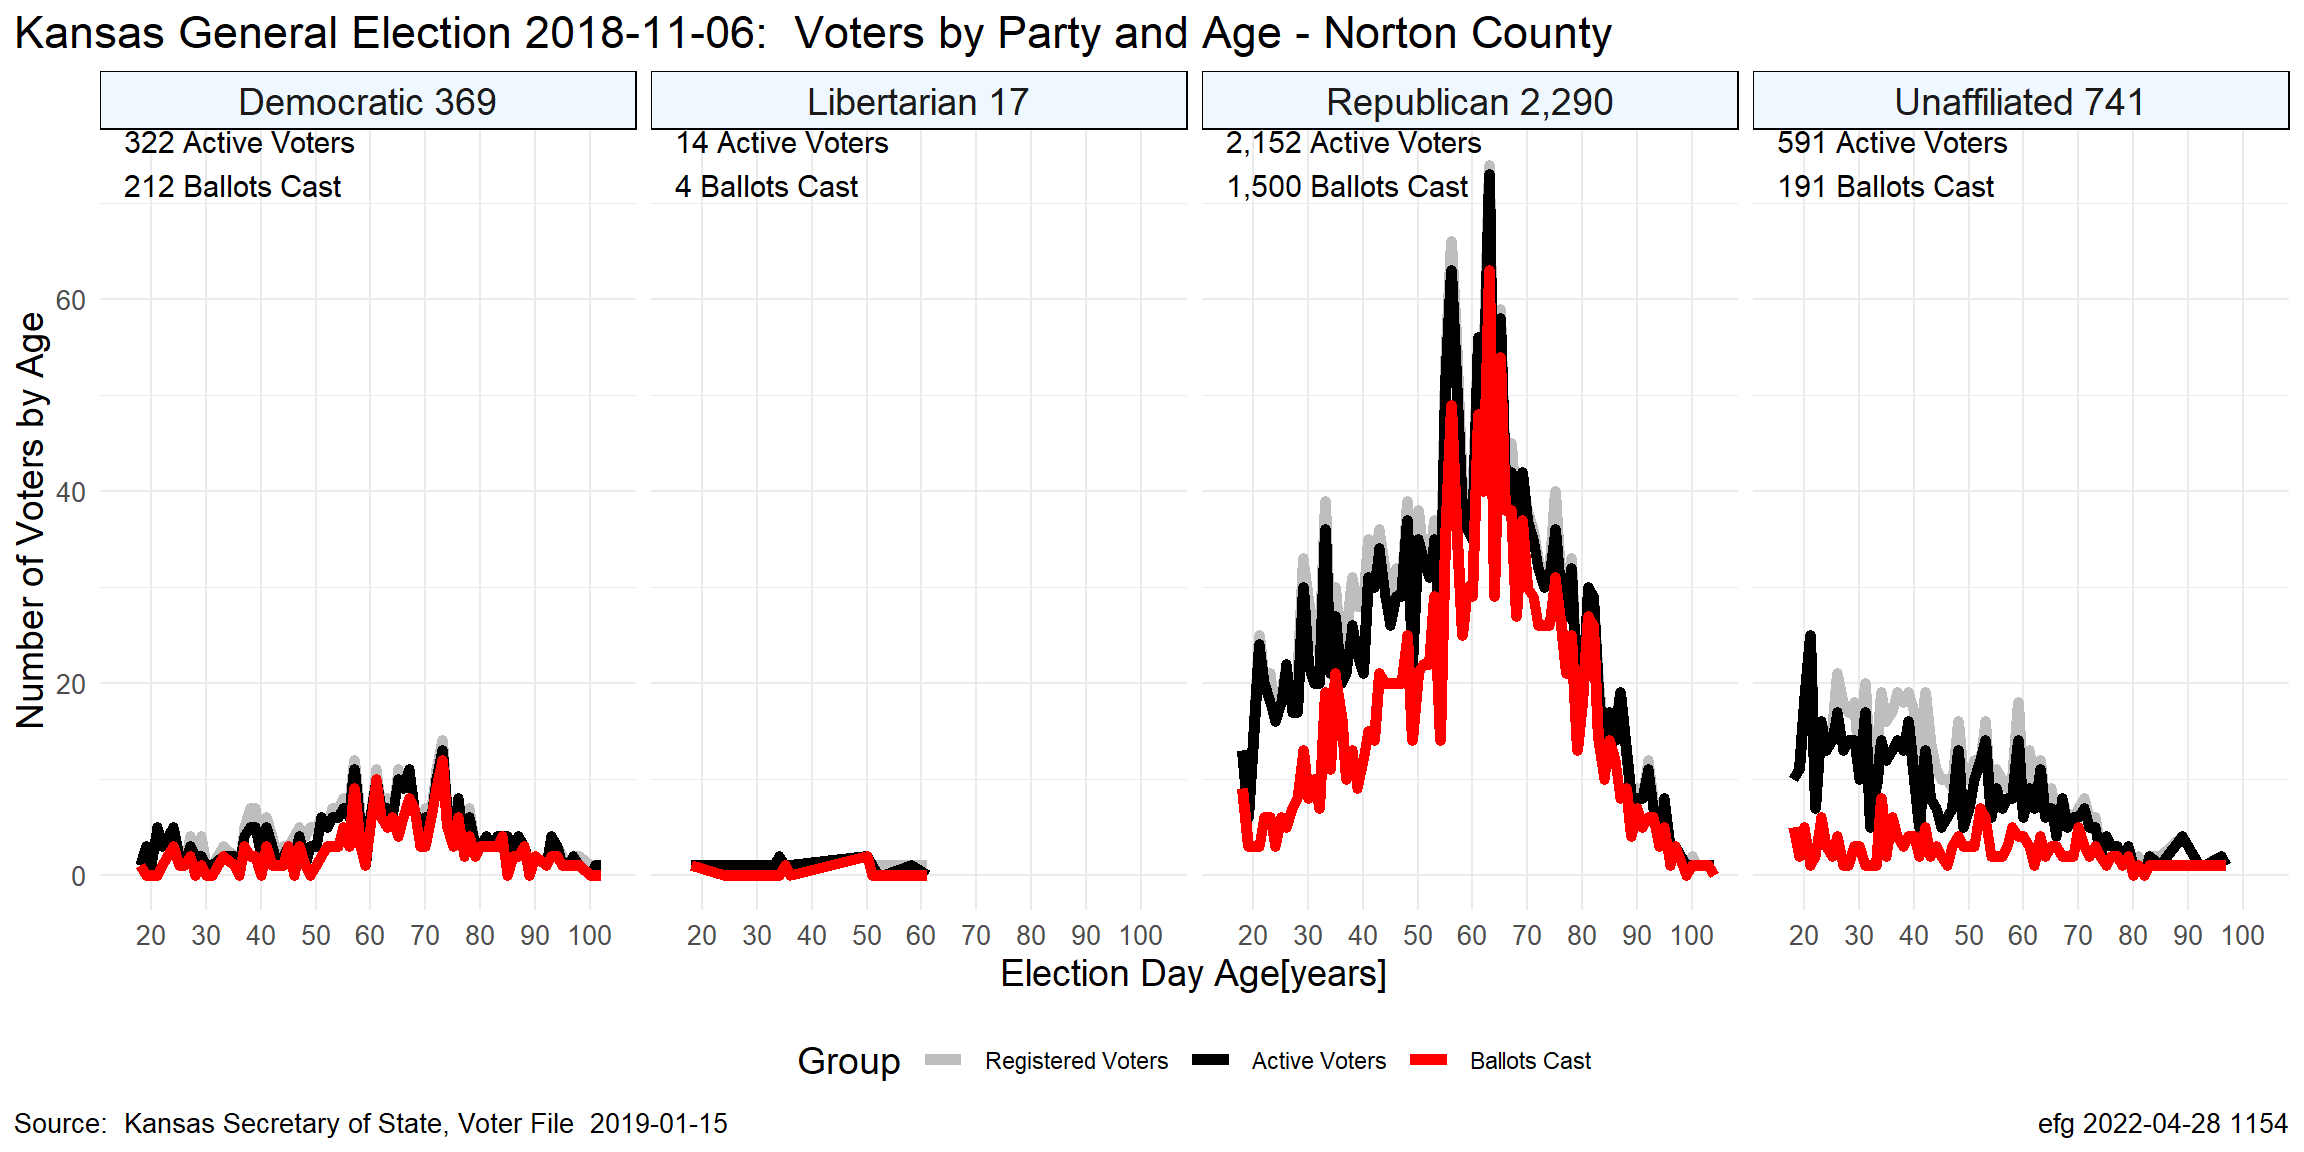 Kansas General Election 2018-11-06:  Voters by Party and Age - Norton County
Democratic 369
Libertarian 17
Republican 2,290
Unaffiliated 741
322 Active Voters
212 Ballots Cast
14 Active Voters
4 Ballots Cast
2,152 Active Voters
1,500 Ballots Cast
591 Active Voters
191 Ballots Cast
Number of Voters by Age
60
40
20
0
20 30 40 50 60 70 80 90 100
20 30 40 50 60 70 80 90 100
20 30 40 50 60 70 80 90 100
20 30 40 50 60 70 80 90 100
Election Day Age[years]
Group Registered Voters Active Voters Ballots Cast
Source:  Kansas Secretary of State, Voter File  2019-01-15
efg 2022-04-28 1154